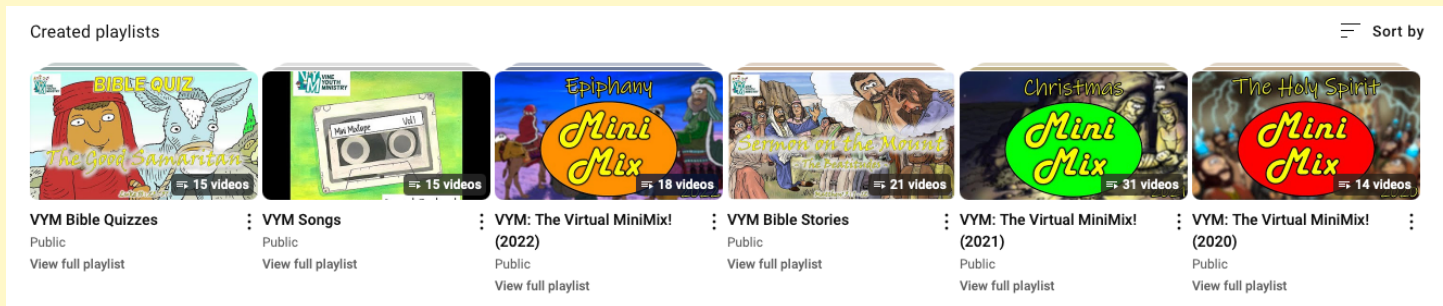 Created playlists
Sort by
VINE YOUTH MINISTRY
BIBLE QUIZ
The Good Samaritan
15 videos
VYM Bible Quizzes
Public
View full playlist
VYM
VINE
YOUTH
MINISTRY
Mini Mixtape Vol 1
15 videos
VYM Songs
Public
View full playlist
Epiphany
Mini
Mix
18 videos
VYM: The Virtual MiniMix!
(2022)
Public
View full playlist
Sermon on the Mount
The Beatitudes
21 videos
VYM Bible Stories
Public
View full playlist
Christmas
Mini
Mix
31 videos
VYM: The Virtual MiniMix!
(2021)
Public
View full playlist
The Holy Spirit
Mini
Mix
14 videos
VYM: The Virtual MiniMix!
(2020)
Public
View full playlist